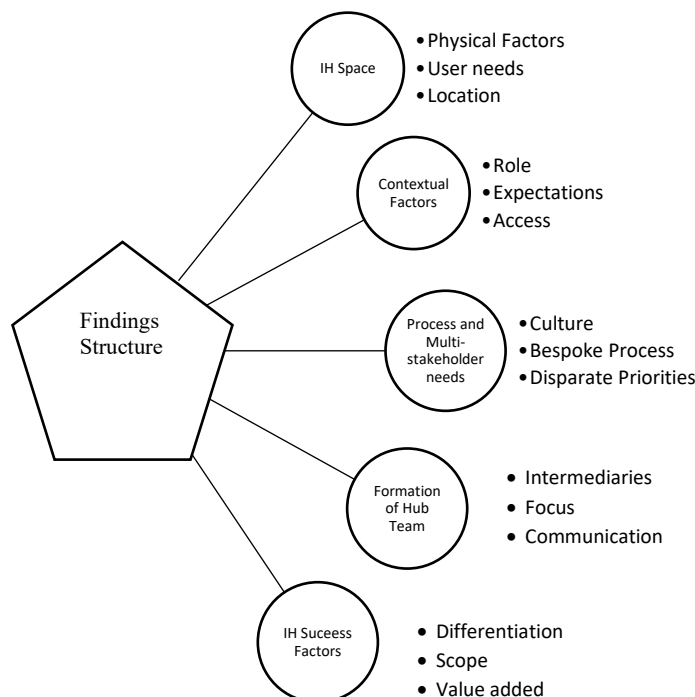 IH Space
•Physical Factors
•User needs
•Location
Contextual
Factors
•Role
•Expectations
•Access
Findings
Structure
Process and
Multi-
stakeholder
needs
•Culture
•Bespoke Process
•Disparate Priorities
Formation
of Hub
Team
• Intermediaries
• Focus
• Communication
IH Suceess
Factors
• Differentiation
• Scope
• Value added